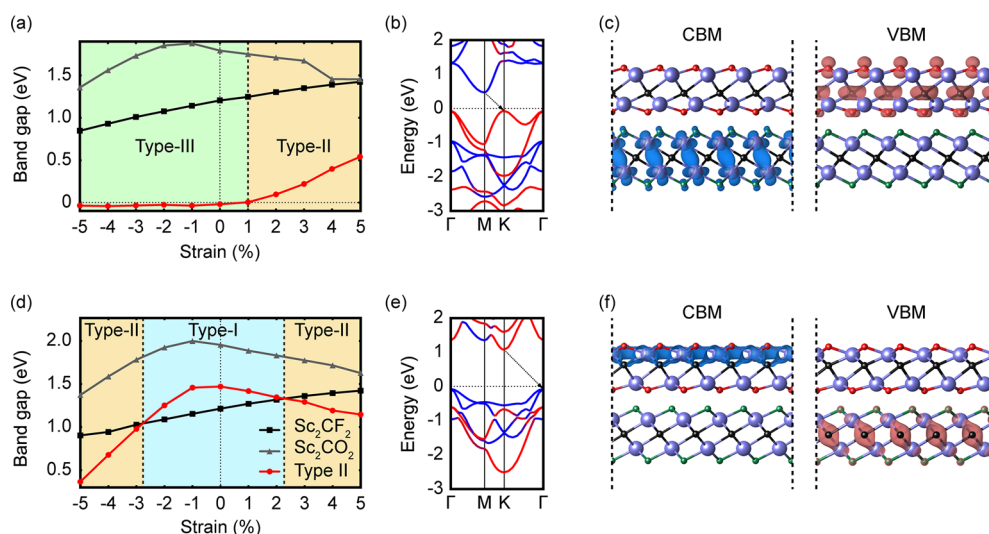 (a)
Band gap (eV)
1.5
1.0
0.5
0
Type-III
Type-II
-5 -4 -3 -2 -1 0 1 2 3 4 5
Strain (%)
(b)
Energy (eV)
2
1
0
-1
-2
-3
Γ M K Γ
(c)
CBM
VBM
(d)
Band gap (eV)
2.0
1.5
1.0
0.5
Type-II
Type-I
Type-II
Sc₂CF₂
Sc₂CO₂
Type II
-5 -4 -3 -2 -1 0 1 2 3 4 5
Strain (%)
(e)
Energy (eV)
2
1
0
-1
-2
-3
Γ M K Γ
(f)
CBM
VBM